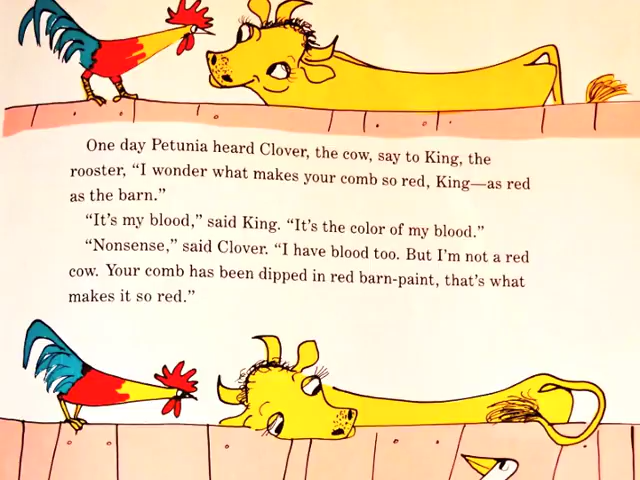 One day Petunia heard Clover, the cow, say to King, the
rooster, “I wonder what makes your comb so red, King—as red
as the barn.”
“It’s my blood,” said King. “It’s the color of my blood.”
“Nonsense,” said Clover. “I have blood too. But I’m not a red
cow. Your comb has been dipped in red barn-paint, that’s what
makes it so red.”